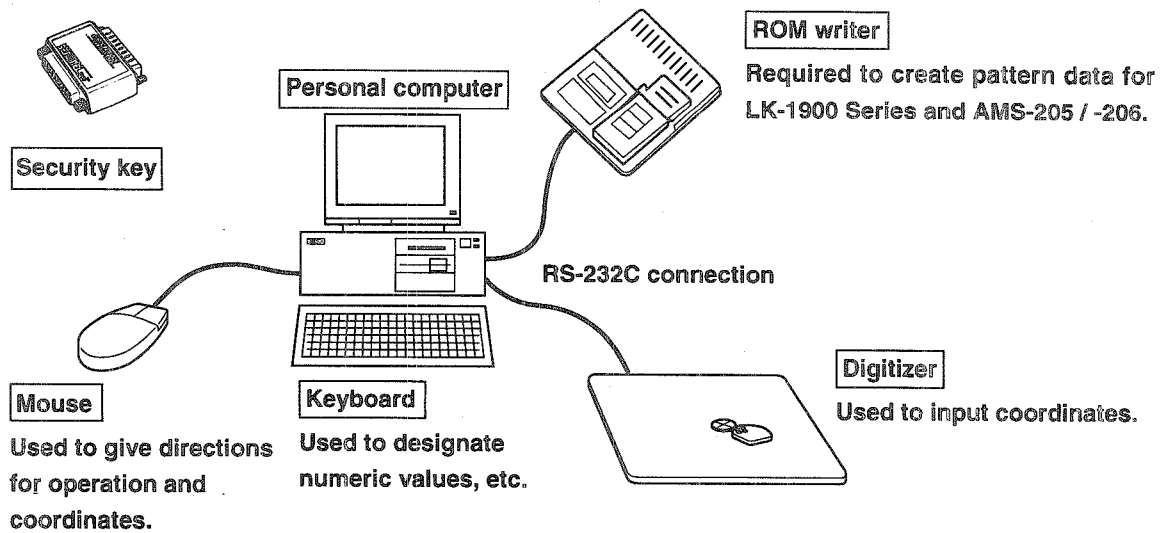 ROM writer
Required to create pattern data for
LK-1900 Series and AMS-205 / -206.
Personal computer
Security key
RS-232C connection
Mouse
Used to give directions
for operation and
coordinates.
Keyboard
Used to designate
numeric values, etc.
Digitizer
Used to input coordinates.